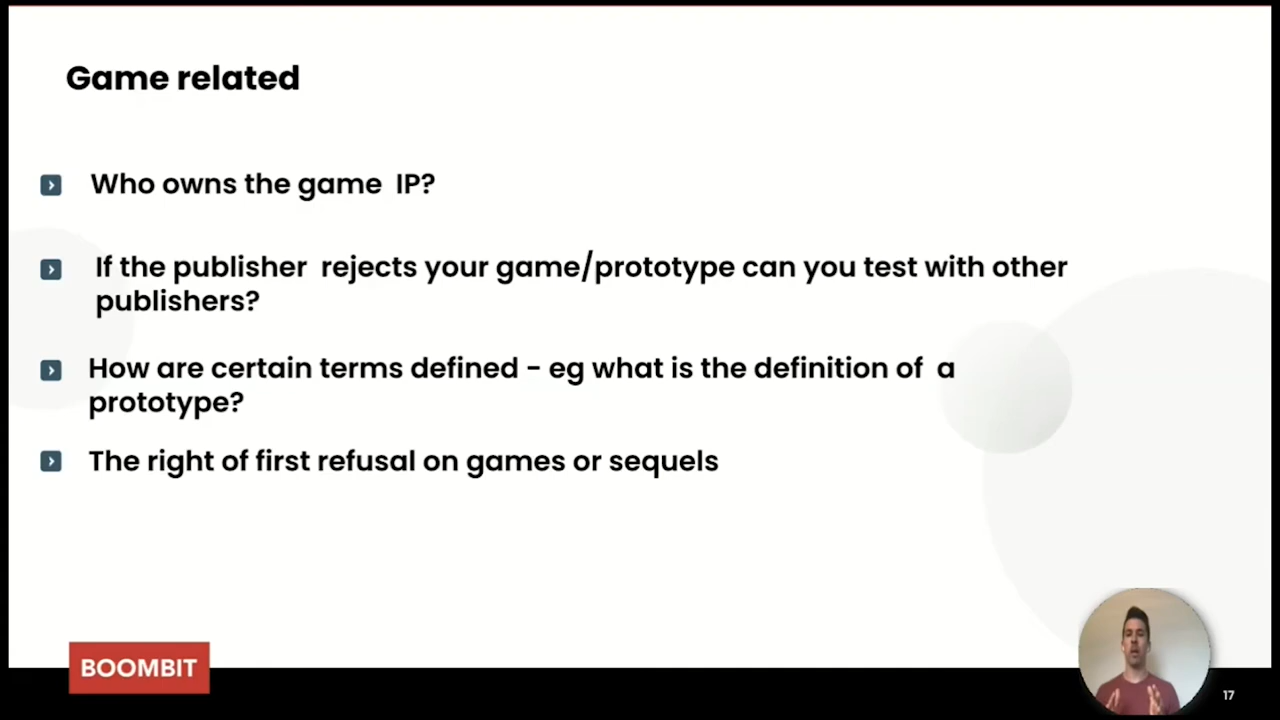 Game related
Who owns the game IP?
If the publisher rejects your game/prototype can you test with other
publishers?
How are certain terms defined - eg what is the definition of a
prototype?
The right of first refusal on games or sequels
BOOMBIT
17